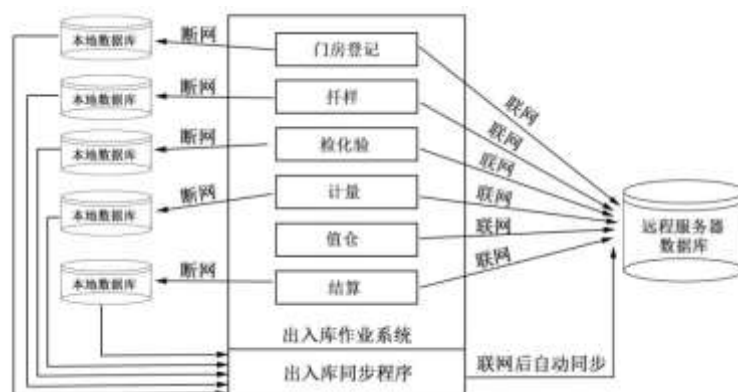 本地数据库
断网
门房登记
联网
本地数据库
断网
扦样
联网
本地数据库
断网
检化验
联网
本地数据库
断网
计量
联网
值仓
联网
本地数据库
断网
结算
联网
远程服务器
数据库
出入库作业系统
出入库同步程序
联网后自动同步